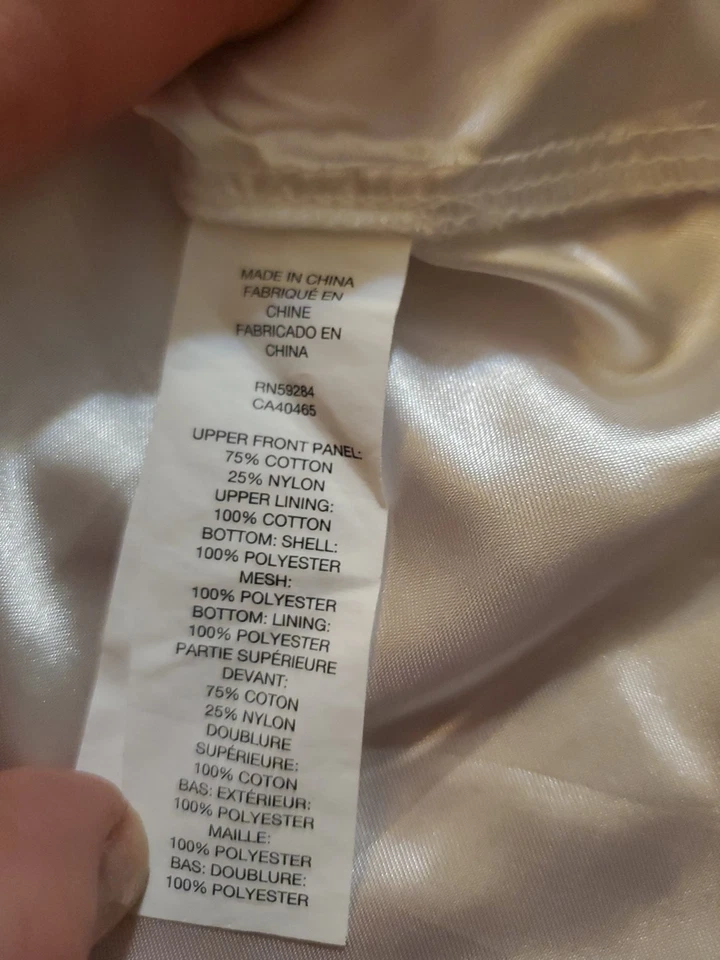 MADE IN CHINA
FABRIQUÉ EN
CHINE
FABRICADO EN
CHINA
RN59284
CA40465
UPPER FRONT PANEL:
75% COTTON
25% NYLON
UPPER LINING:
100% COTTON
BOTTOM: SHELL:
100% POLYESTER
MESH:
100% POLYESTER
BOTTOM: LINING:
100% POLYESTER
PARTIE SUPÉRIEURE
DEVANT:
75% COTON
25% NYLON
DOUBLURE
SUPÉRIEURE:
100% COTON
BAS: EXTÉRIEUR:
100% POLYESTER
MAILLE:
100% POLYESTER
BAS: DOUBLURE:
100% POLYESTER